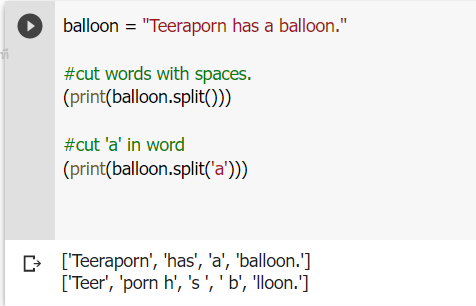 balloon = "Teeraporn has a balloon."
#cut words with spaces.
(print(balloon.split()))
#cut 'a' in word
(print(balloon.split('a')))
['Teeraporn', 'has', 'a', 'balloon.']
['Teer', 'porn h', 's ', ' b', 'lloon.']